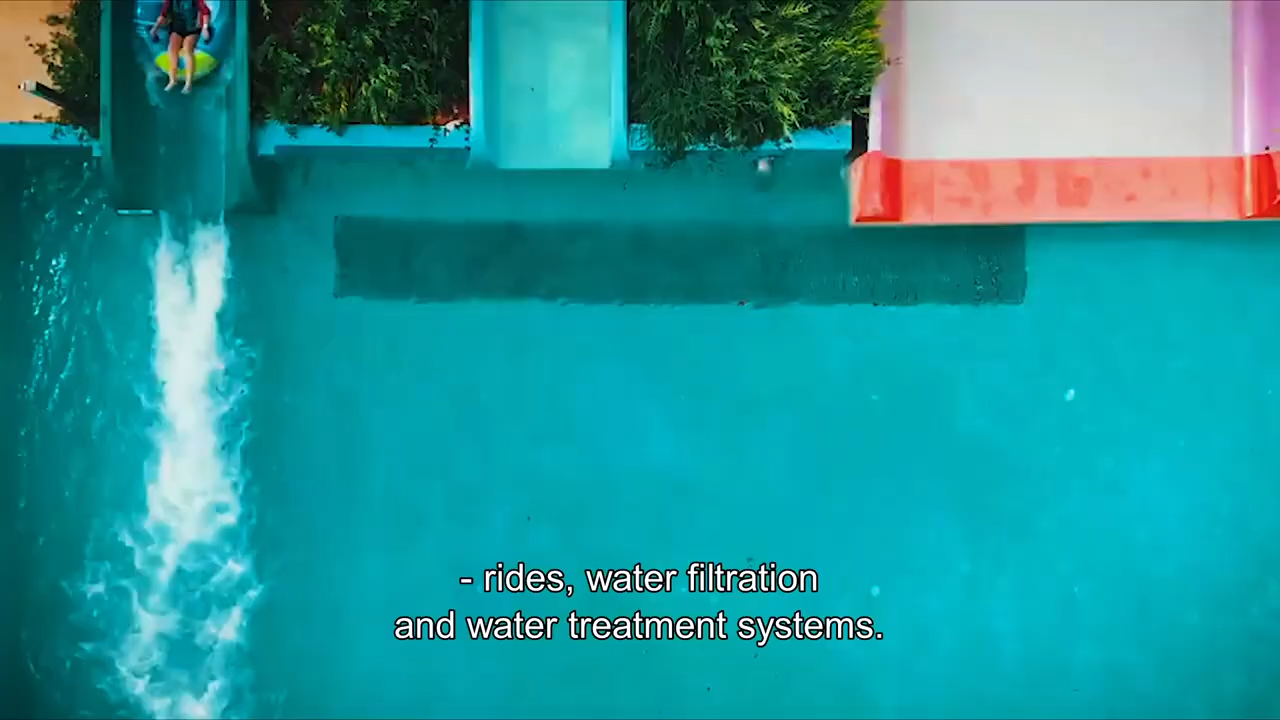 - rides, water filtration
and water treatment systems.